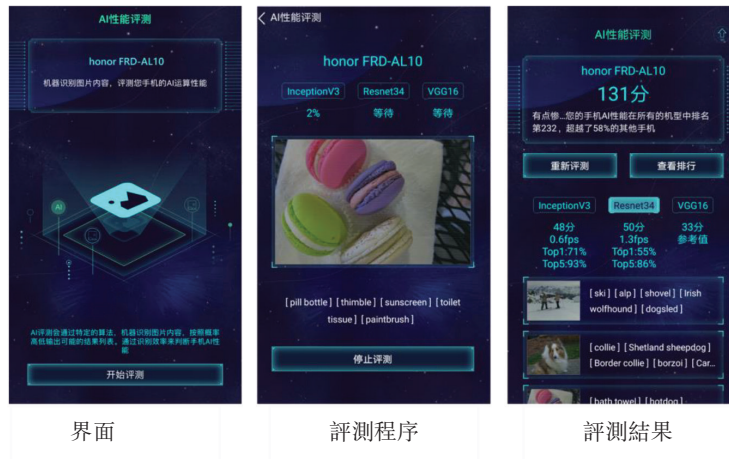 AI性能评测
honor FRD-AL10
机器识别图片内容，评测您手机的AI运算性能
AI
AI评测会通过特定的算法，机器识别图片内容，按照概率
高低输出可能的结果列表。通过识别效率来判断手机AI性
能
开始评测
界面
AI性能评测
honor FRD-AL10
InceptionV3 Resnet34 VGG16
2% 等待 等待
[ pill bottle ] [ thimble ] [ sunscreen ] [ toilet
tissue ] [ paintbrush ]
停止评测
評測程序
AI性能评测
honor FRD-AL10
131分
有点惨...您的手机AI性能在所有的机型中排名
第232，超越了58%的其他手机
重新评测 查看排行
InceptionV3 Resnet34 VGG16
48分 50分 33分
0.6fps 1.3fps 参考值
Top1:71% Top1:55%
Top5:93% Top5:86%
[ ski ] [ alp ] [ shovel ] [ Irish
wolfhound ] [ dogsled ]
[ collie ] [ Shetland sheepdog ]
[ Border collie ] [ borzoi ] [ Car...
[ bath towel ] [ hotdog ]
評測結果